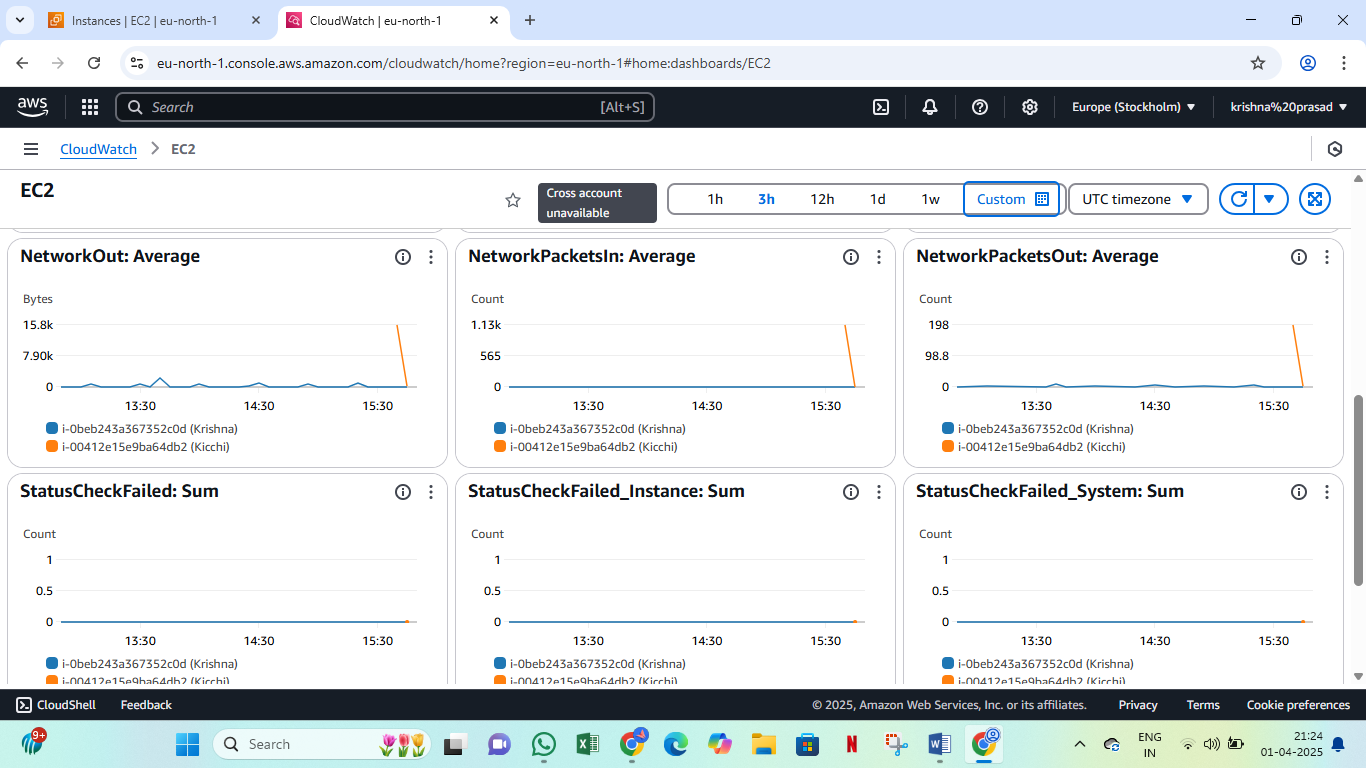 Instances | EC2 | eu-north-1
CloudWatch | eu-north-1
eu-north-1.console.aws.amazon.com/cloudwatch/home?region=eu-north-1#home:dashboards/EC2
aws
Search
[Alt+S]
Europe (Stockholm)
krishna%20prasad
CloudWatch
EC2
EC2
Cross account
unavailable
1h
3h
12h
1d
1w
Custom
UTC timezone
NetworkOut: Average
Bytes
15.8k
7.90k
0
13:30
14:30
15:30
i-0beb243a367352c0d (Krishna)
i-00412e15e9ba64db2 (Kicchi)
NetworkPacketsIn: Average
Count
1.13k
565
0
13:30
14:30
15:30
i-0beb243a367352c0d (Krishna)
i-00412e15e9ba64db2 (Kicchi)
NetworkPacketsOut: Average
Count
198
98.8
0
13:30
14:30
15:30
i-0beb243a367352c0d (Krishna)
i-00412e15e9ba64db2 (Kicchi)
StatusCheckFailed: Sum
Count
1
0.5
0
13:30
14:30
15:30
i-0beb243a367352c0d (Krishna)
i-00412e15e9ba64db2 (Kicchi)
StatusCheckFailed_Instance: Sum
Count
1
0.5
0
13:30
14:30
15:30
i-0beb243a367352c0d (Krishna)
i-00412e15e9ba64db2 (Kicchi)
StatusCheckFailed_System: Sum
Count
1
0.5
0
13:30
14:30
15:30
i-0beb243a367352c0d (Krishna)
i-00412e15e9ba64db2 (Kicchi)
CloudShell
Feedback
© 2025, Amazon Web Services, Inc. or its affiliates.
Privacy
Terms
Cookie preferences
9+
Search
ENG
IN
21:24
01-04-2025